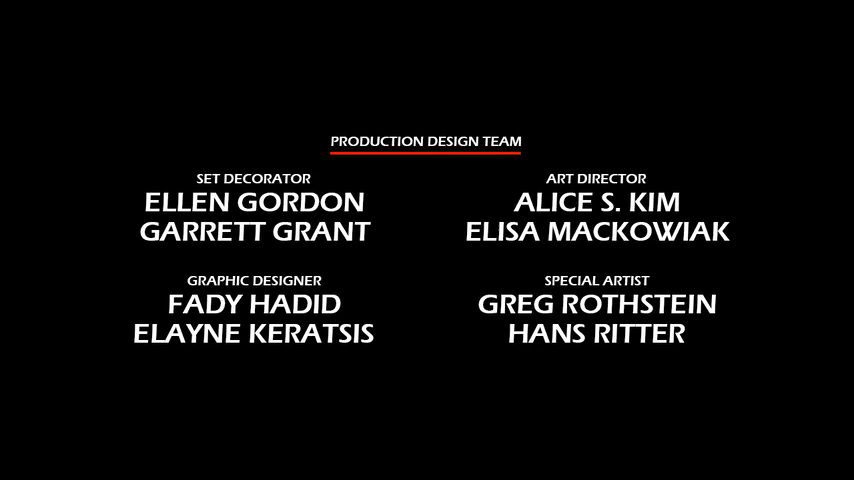 PRODUCTION DESIGN TEAM
SET DECORATOR
ELLEN GORDON
GARRETT GRANT
ART DIRECTOR
ALICE S. KIM
ELISA MACKOWIAK
GRAPHIC DESIGNER
FADY HADID
ELAYNE KERATSIS
SPECIAL ARTIST
GREG ROTHSTEIN
HANS RITTER